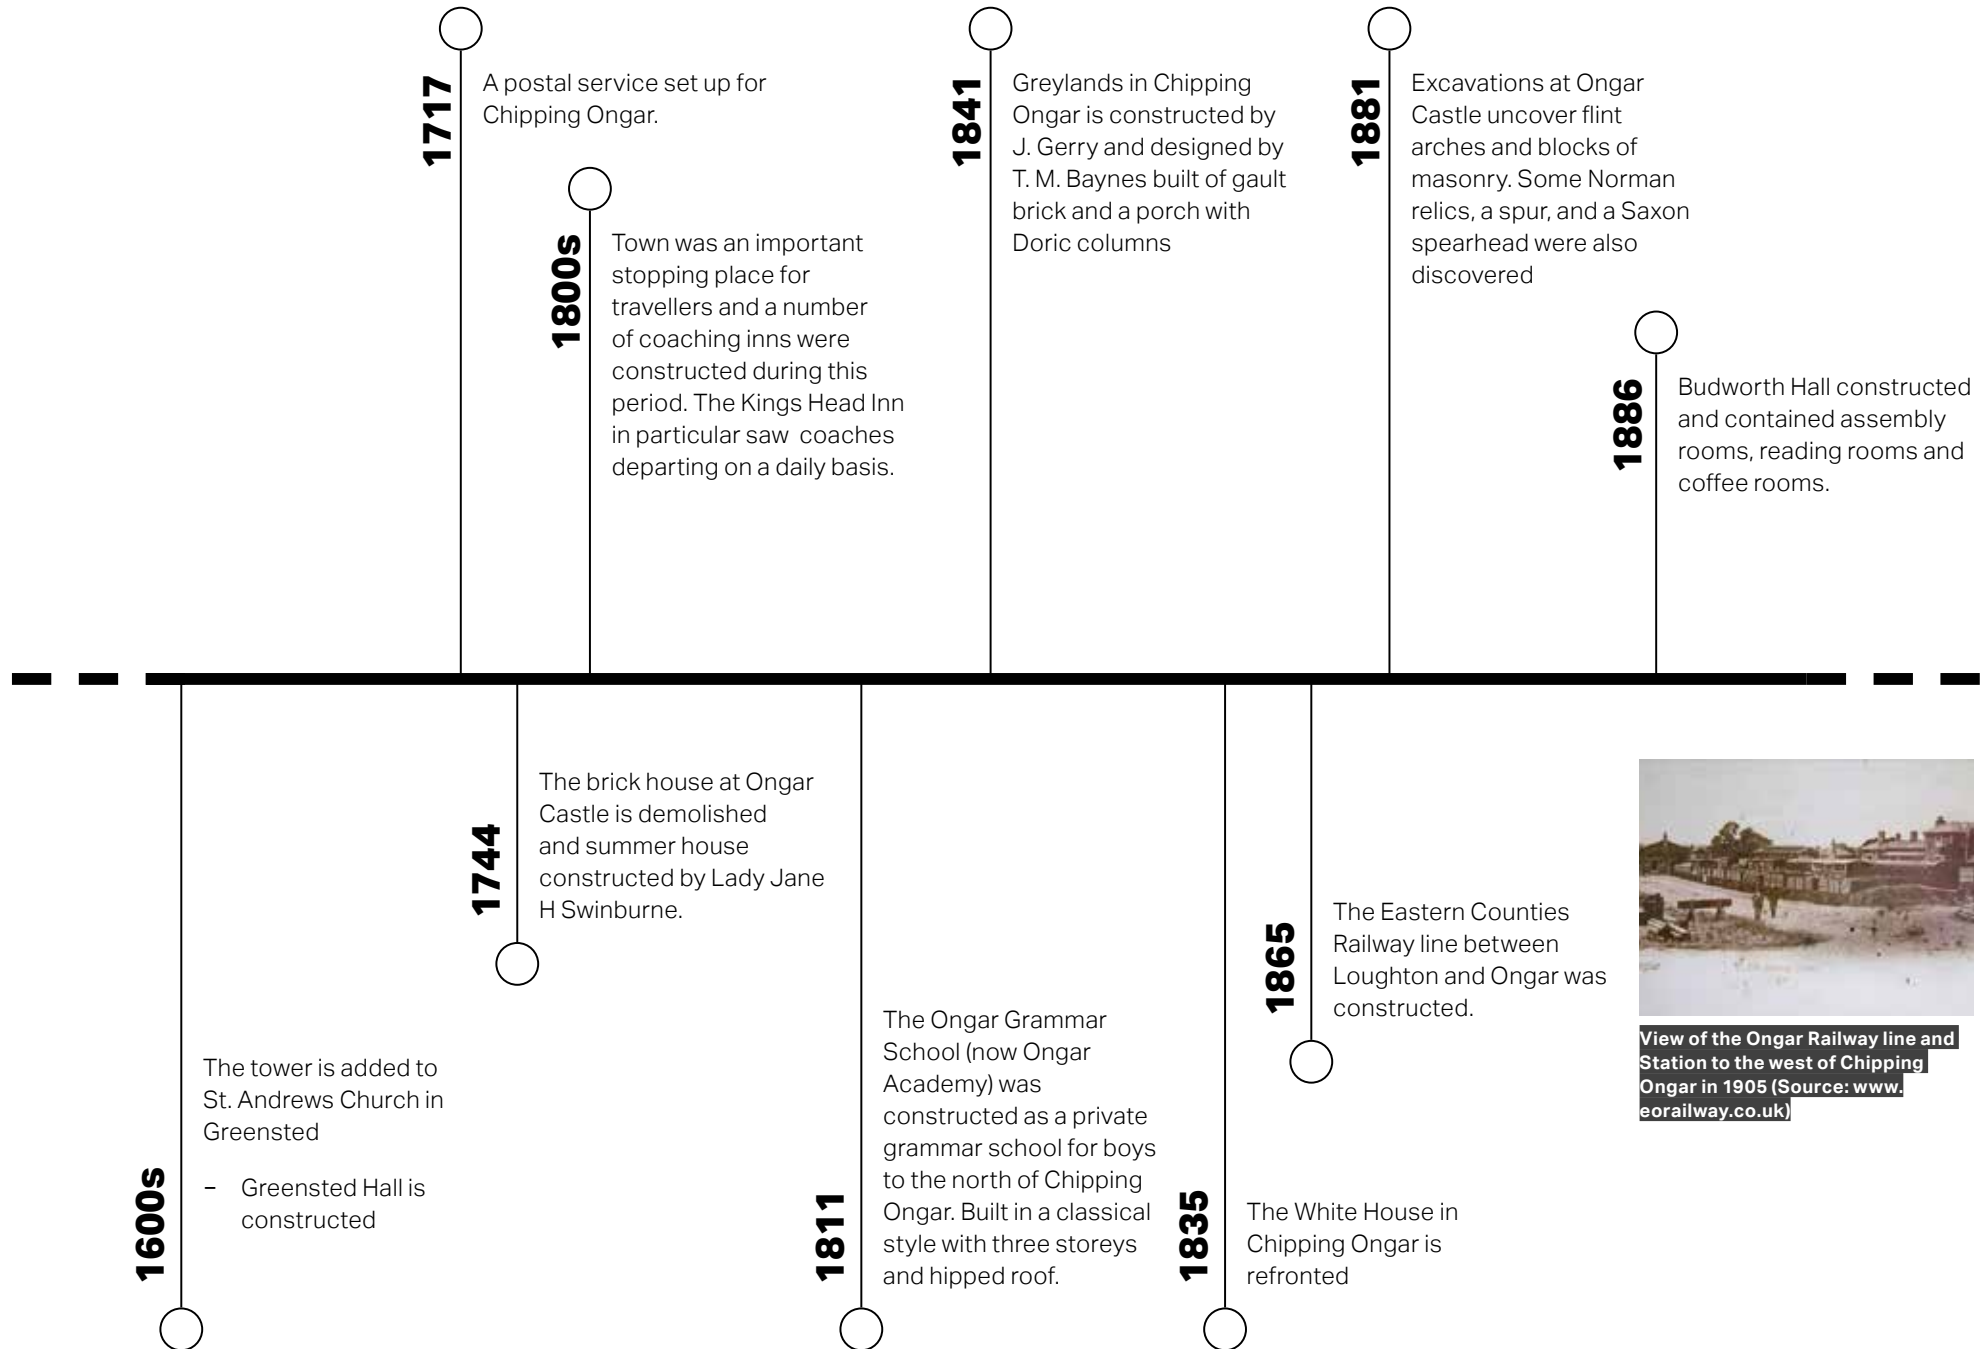 1717
A postal service set up for
Chipping Ongar.
1800s
Town was an important
stopping place for
travellers and a number
of coaching inns were
constructed during this
period. The Kings Head Inn
in particular saw  coaches
departing on a daily basis.
1841
Greylands in Chipping
Ongar is constructed by
J. Gerry and designed by
T. M. Baynes built of gault
brick and a porch with
Doric columns
1881
Excavations at Ongar
Castle uncover flint
arches and blocks of
masonry. Some Norman
relics, a spur, and a Saxon
spearhead were also
discovered
1886
Budworth Hall constructed
and contained assembly
rooms, reading rooms and
coffee rooms.
1600s
The tower is added to
St. Andrews Church in
Greensted
– Greensted Hall is
constructed
1744
The brick house at Ongar
Castle is demolished
and summer house
constructed by Lady Jane
H Swinburne.
1811
The Ongar Grammar
School (now Ongar
Academy) was
constructed as a private
grammar school for boys
to the north of Chipping
Ongar. Built in a classical
style with three storeys
and hipped roof.
1835
The White House in
Chipping Ongar is
refronted
1865
The Eastern Counties
Railway line between
Loughton and Ongar was
constructed.
View of the Ongar Railway line and
Station to the west of Chipping
Ongar in 1905 (Source: www.
eorailway.co.uk)